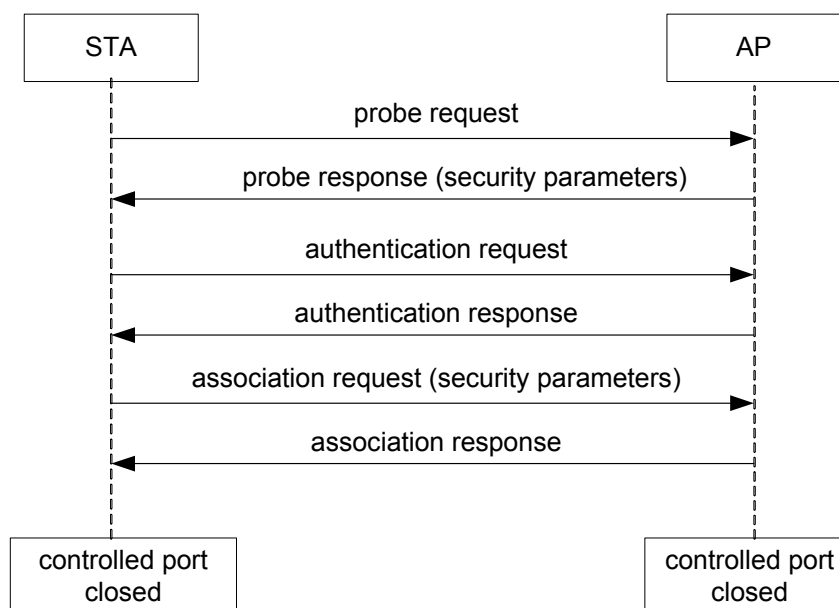 STA
AP
probe request
probe response (security parameters)
authentication request
authentication response
association request (security parameters)
association response
controlled port
closed
controlled port
closed